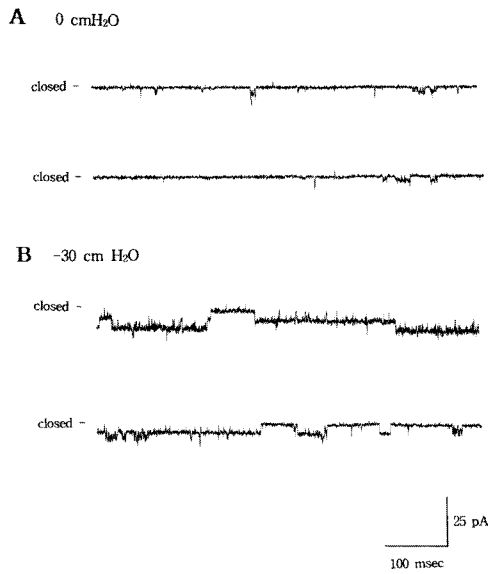 A 0 cmH₂O
closed -
closed -
B -30 cm H₂O
closed -
closed -
25 pA
100 msec